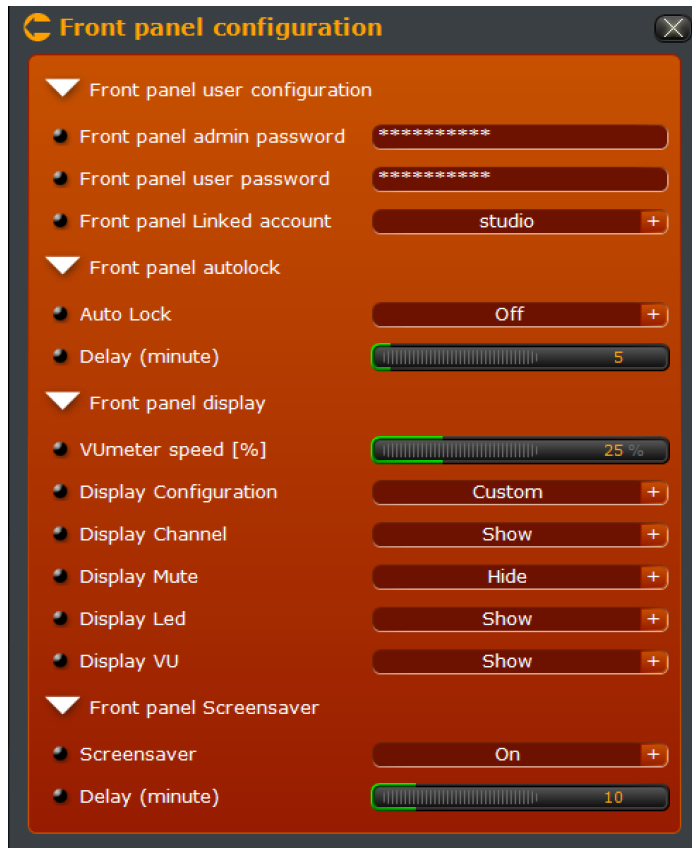 Front panel configuration
Front panel user configuration
Front panel admin password **********
Front panel user password **********
Front panel Linked account studio +
Front panel autolock
Auto Lock Off +
Delay (minute) 5
Front panel display
VUmeter speed [%] 25 %
Display Configuration Custom +
Display Channel Show +
Display Mute Hide +
Display Led Show +
Display VU Show +
Front panel Screensaver
Screensaver On +
Delay (minute) 10